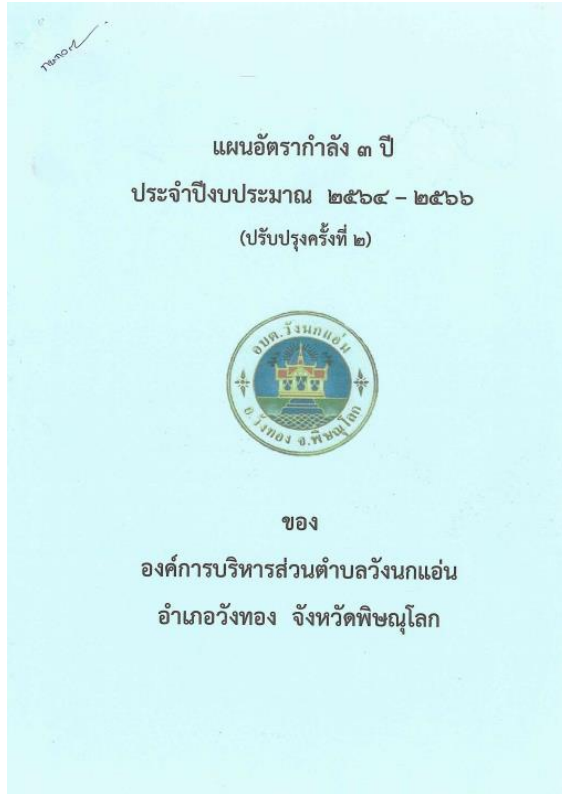 แผนอัตรากำลัง ๓ ปี
ประจำปีงบประมาณ ๒๕๖๔ – ๒๕๖๖
(ปรับปรุงครั้งที่ ๒)
อบต.วังนกแอ่น
อ.วังทอง จ.พิษณุโลก
ของ
องค์การบริหารส่วนตำบลวังนกแอ่น
อำเภอวังทอง จังหวัดพิษณุโลก